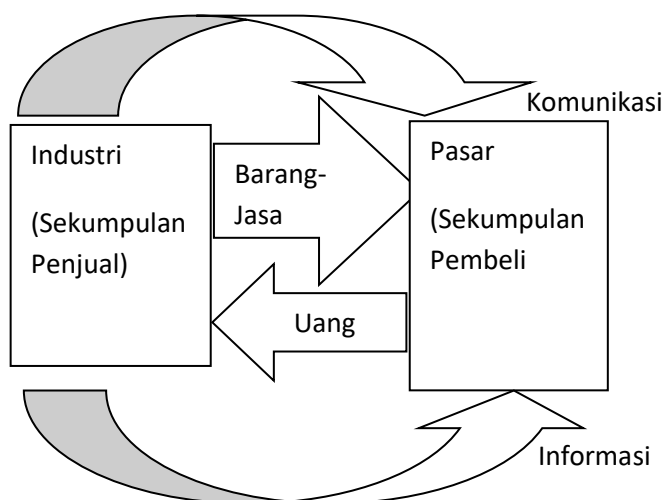 Komunikasi
Industri
(Sekumpulan
Penjual)
Barang-
Jasa
Pasar
(Sekumpulan
Pembeli
Uang
Informasi